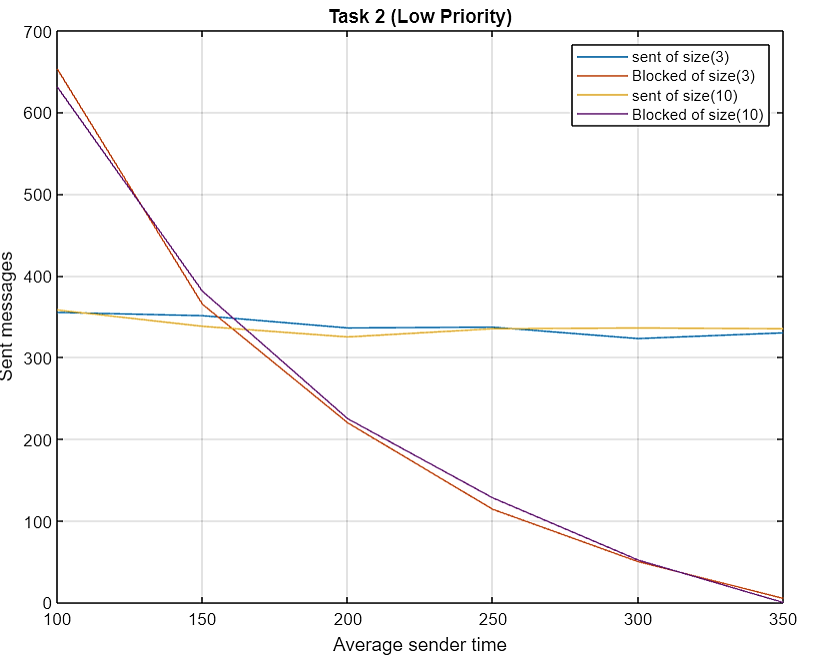 Task 2 (Low Priority)
700
600
500
400
300
200
100
0
Sent messages
sent of size(3)
Blocked of size(3)
sent of size(10)
Blocked of size(10)
100 150 200 250 300 350
Average sender time